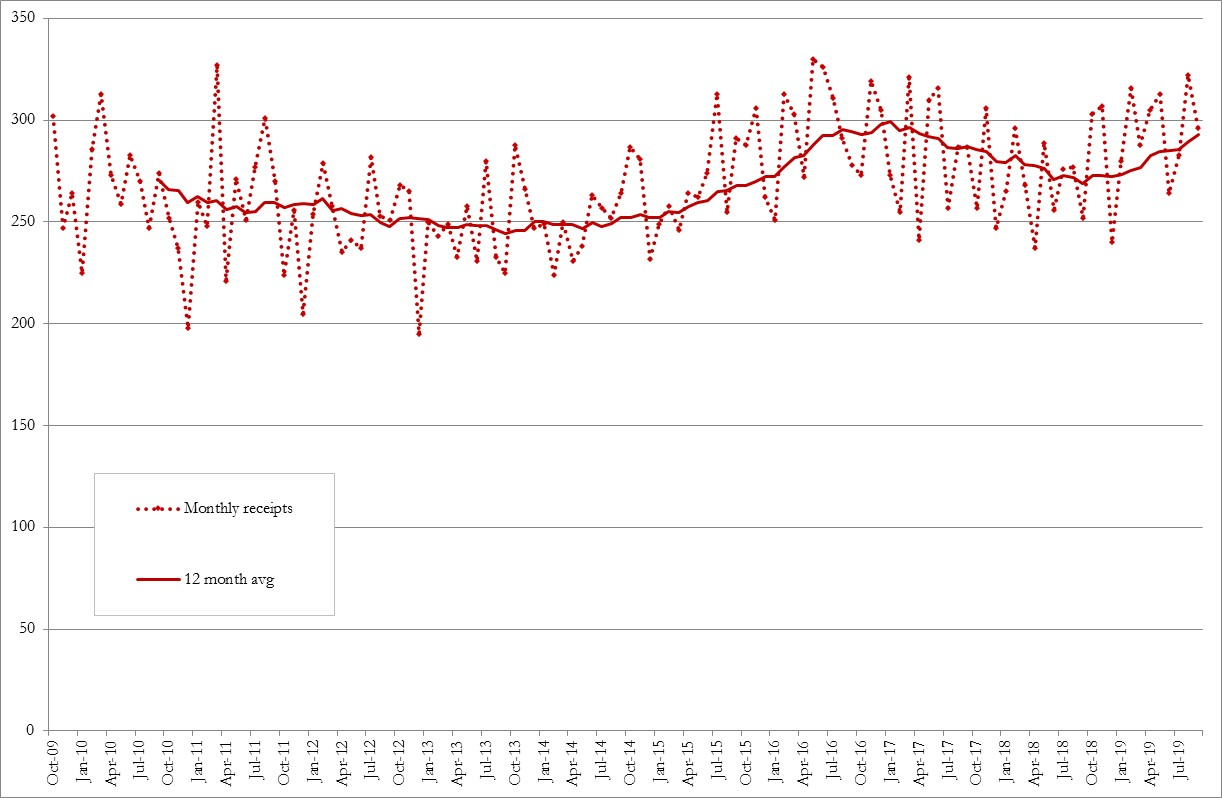 350
300
250
200
150
100
50
0
Monthly receipts
12 month avg
Oct-09
Jan-10
Apr-10
Jul-10
Oct-10
Jan-11
Apr-11
Jul-11
Oct-11
Jan-12
Apr-12
Jul-12
Oct-12
Jan-13
Apr-13
Jul-13
Oct-13
Jan-14
Apr-14
Jul-14
Oct-14
Jan-15
Apr-15
Jul-15
Oct-15
Jan-16
Apr-16
Jul-16
Oct-16
Jan-17
Apr-17
Jul-17
Oct-17
Jan-18
Apr-18
Jul-18
Oct-18
Jan-19
Apr-19
Jul-19